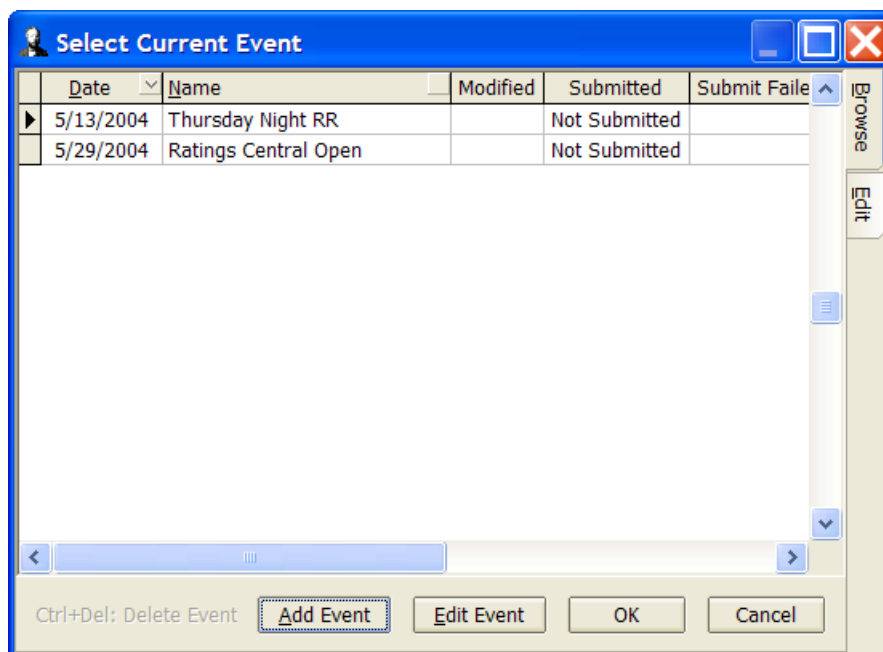 Select Current Event
Date Name Modified Submitted Submit Faile
5/13/2004 Thursday Night RR Not Submitted
5/29/2004 Ratings Central Open Not Submitted
Browse
Edit
Ctrl+Del: Delete Event Add Event Edit Event OK Cancel